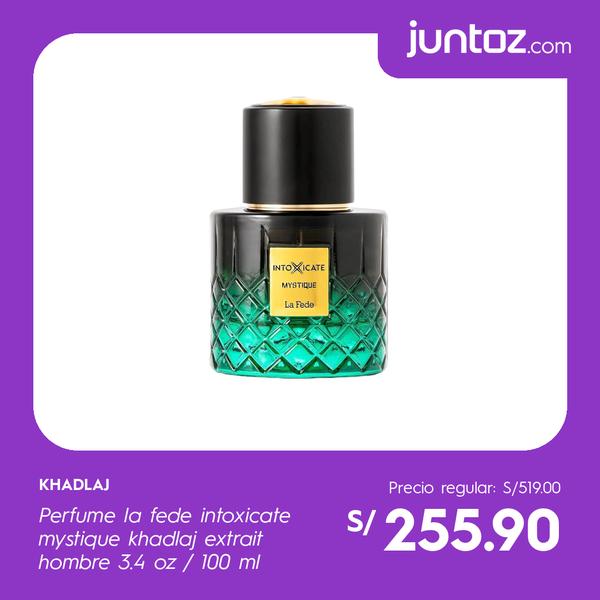 juntoz.com
INTOXICATE
MYSTIQUE
La Fede
KHADLAJ
Perfume la fede intoxicate
mystique khadlaj extrait
hombre 3.4 oz / 100 ml
Precio regular: S/519.00
S/ 255.90